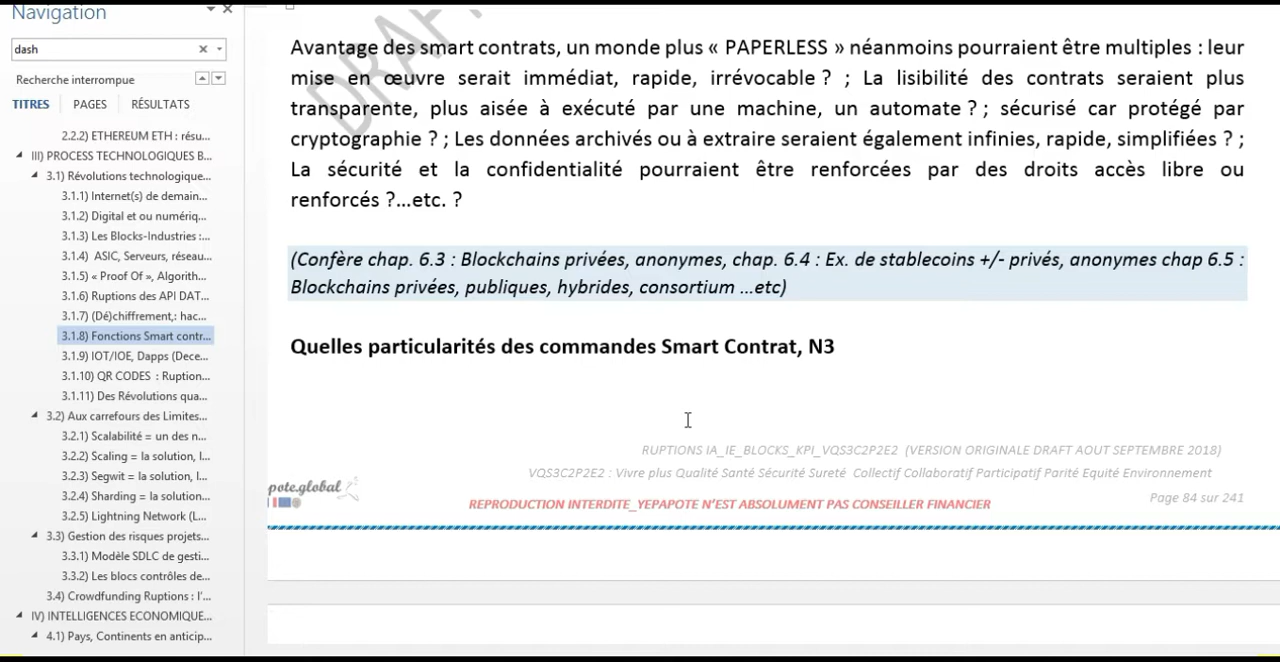 Navigation
dash
Recherche interrompue
TITRES PAGES RÉSULTATS
2.2.2) ETHEREUM ETH : résu...
III) PROCESS TECHNOLOGIQUES B...
3.1) Révolutions technologique...
3.1.1) Internet(s) de demain...
3.1.2) Digital et ou numériq...
3.1.3) Les Blocks-Industries :...
3.1.4) ASIC, Serveurs, réseau...
3.1.5) « Proof Of », Algorith...
3.1.6) Ruptions des API DAT...
3.1.7) (Dé)chiffrement,: hac...
3.1.8) Fonctions Smart contr...
3.1.9) IOT/IOE, Dapps (Dece...
3.1.10) QR CODES : Ruption...
3.1.11) Des Révolutions qua...
3.2) Aux carrefours des Limites...
3.2.1) Scalabilité = un des n...
3.2.2) Scaling = la solution, l...
3.2.3) Segwit = la solution, l...
3.2.4) Sharding = la solution...
3.2.5) Lightning Network (L...
3.3) Gestion des risques projets...
3.3.1) Modèle SDLC de gesti...
3.3.2) Les blocs contrôles de...
3.4) Crowdfunding Ruptions : l'...
IV) INTELLIGENCES ECONOMIQUE...
4.1) Pays, Continents en anticip...
DRAFT
Avantage des smart contrats, un monde plus « PAPERLESS » néanmoins pourraient être multiples : leur
mise en œuvre serait immédiat, rapide, irrévocable ? ; La lisibilité des contrats seraient plus
transparente, plus aisée à exécuté par une machine, un automate ? ; sécurisé car protégé par
cryptographie ? ; Les données archivés ou à extraire seraient également infinies, rapide, simplifiées ? ;
La sécurité et la confidentialité pourraient être renforcées par des droits accès libre ou
renforcés ?...etc. ?
(Confère chap. 6.3 : Blockchains privées, anonymes, chap. 6.4 : Ex. de stablecoins +/- privés, anonymes chap 6.5 :
Blockchains privées, publiques, hybrides, consortium ...etc)
Quelles particularités des commandes Smart Contrat, N3
RUPTIONS IA_IE_BLOCKS_KPI_VQS3C2P2E2 (VERSION ORIGINALE DRAFT AOUT SEPTEMBRE 2018)
VQS3C2P2E2 : Vivre plus Qualité Santé Sécurité Sureté Collectif Collaboratif Participatif Parité Equité Environnement
pote.global
Page 84 sur 241
REPRODUCTION INTERDITE_YEPAPOTE N'EST ABSOLUMENT PAS CONSEILLER FINANCIER